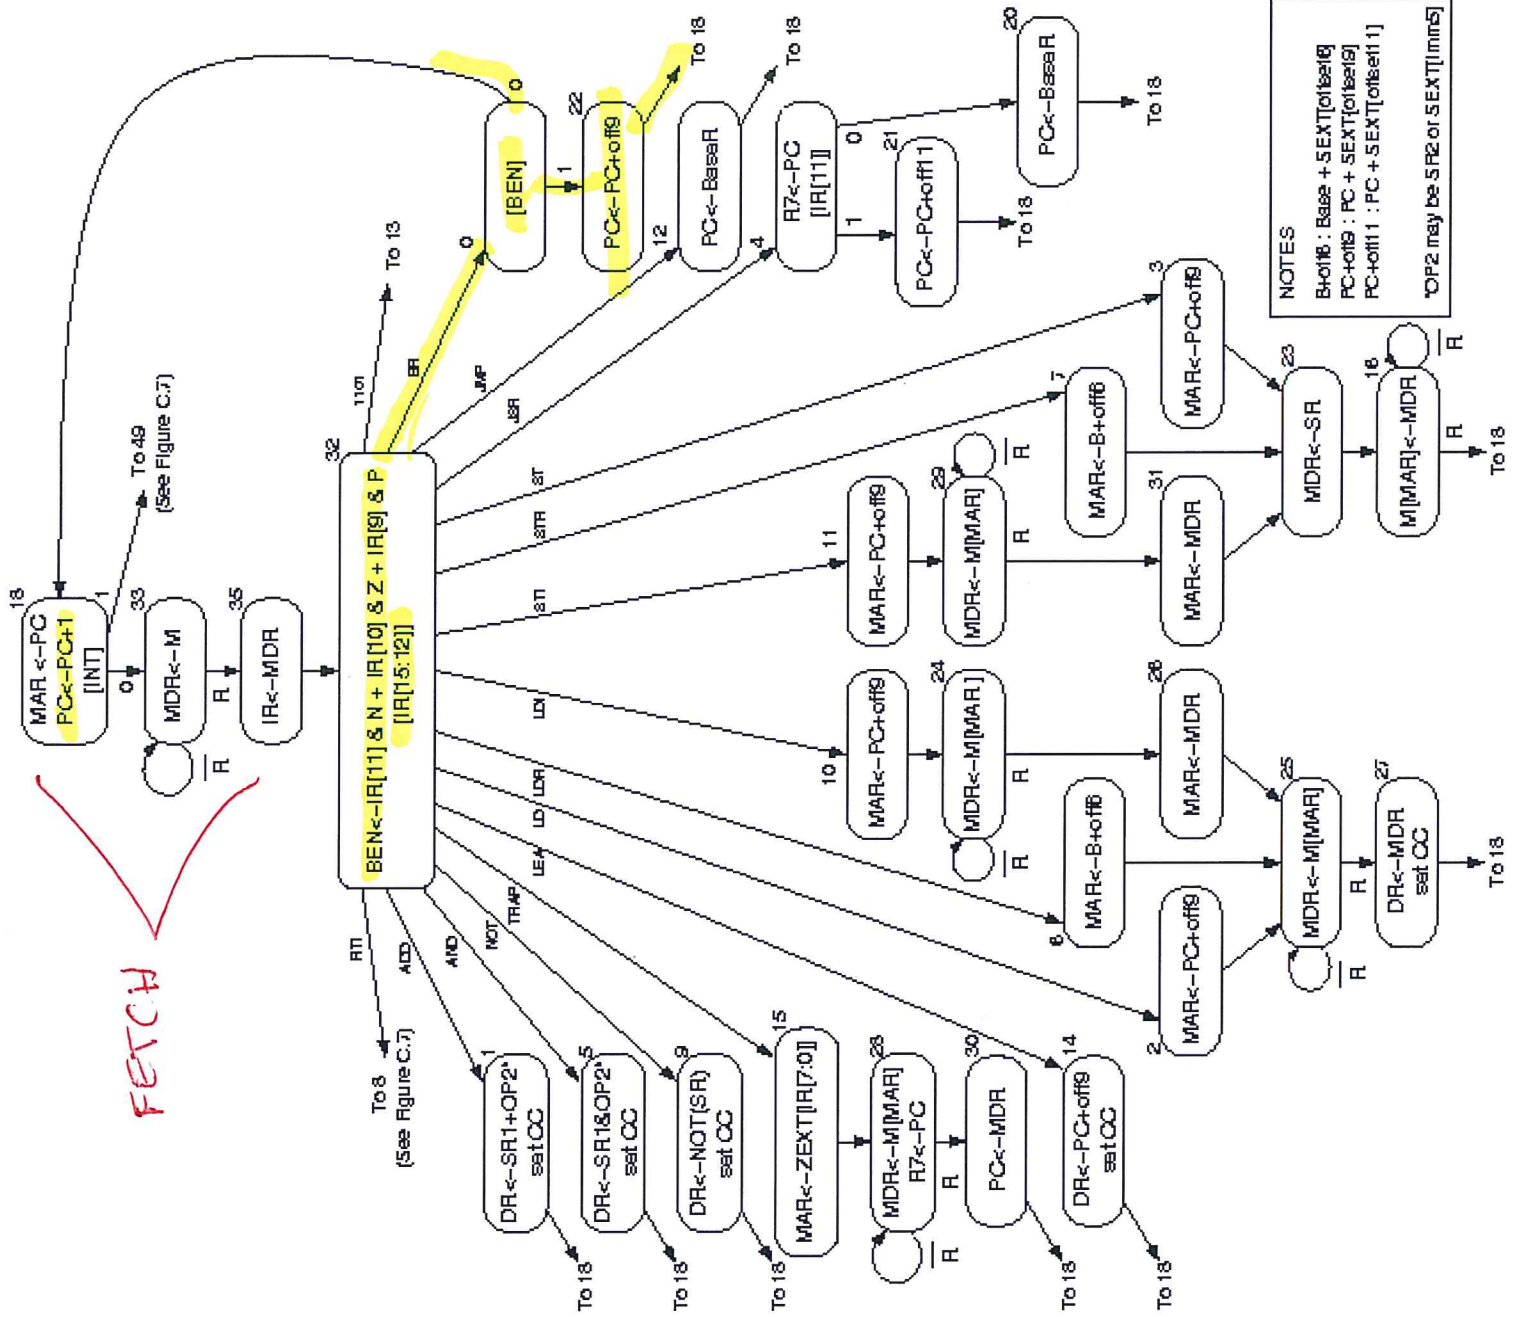 18
MAR <-PC
PC<-PC+1
[INT]
0
1
To 49
(See Figure C.7)
33
MDR<-M
R
R
35
IR<-MDR
FETCH
32
BEN<-IR[11] & N + IR[10] & Z + IR[9] & P
[IR[15:12]]
RTI
To 8
(See Figure C.7)
ADD
AND
NOT
TRAP
LEA
LD
LDR
LDI
STI
STR
ST
JSR
JMP
BR
1101
To 13
1
DR<-SR1+OP2*
set CC
To 18
5
DR<-SR1&OP2*
set CC
To 18
9
DR<-NOT(SR)
set CC
To 18
15
MAR<-ZEXT[IR[7:0]]
28
MDR<-M[MAR]
R7<-PC
R
R
30
PC<-MDR
To 18
14
DR<-PC+off9
set CC
To 18
2
MAR<-PC+off9
6
MAR<-B+off6
10
MAR<-PC+off9
24
MDR<-M[MAR]
R
R
26
MAR<-MDR
25
MDR<-M[MAR]
R
R
27
DR<-MDR
set CC
To 18
11
MAR<-PC+off9
29
MDR<-M[MAR]
R
R
31
MAR<-MDR
7
MAR<-B+off6
3
MAR<-PC+off9
23
MDR<-SR
16
M[MAR]<-MDR
R
R
To 18
0
[BEN]
0
1
22
PC<-PC+off9
To 18
12
PC<-BaseR
To 18
4
R7<-PC
[IR[11]]
1
0
21
PC<-PC+off11
To 18
20
PC<-BaseR
To 18
NOTES
B+off6 : Base + SEXT[offset6]
PC+off9 : PC + SEXT[offset9]
PC+off11 : PC + SEXT[offset11]
*OP2 may be SR2 or SEXT[imm5]